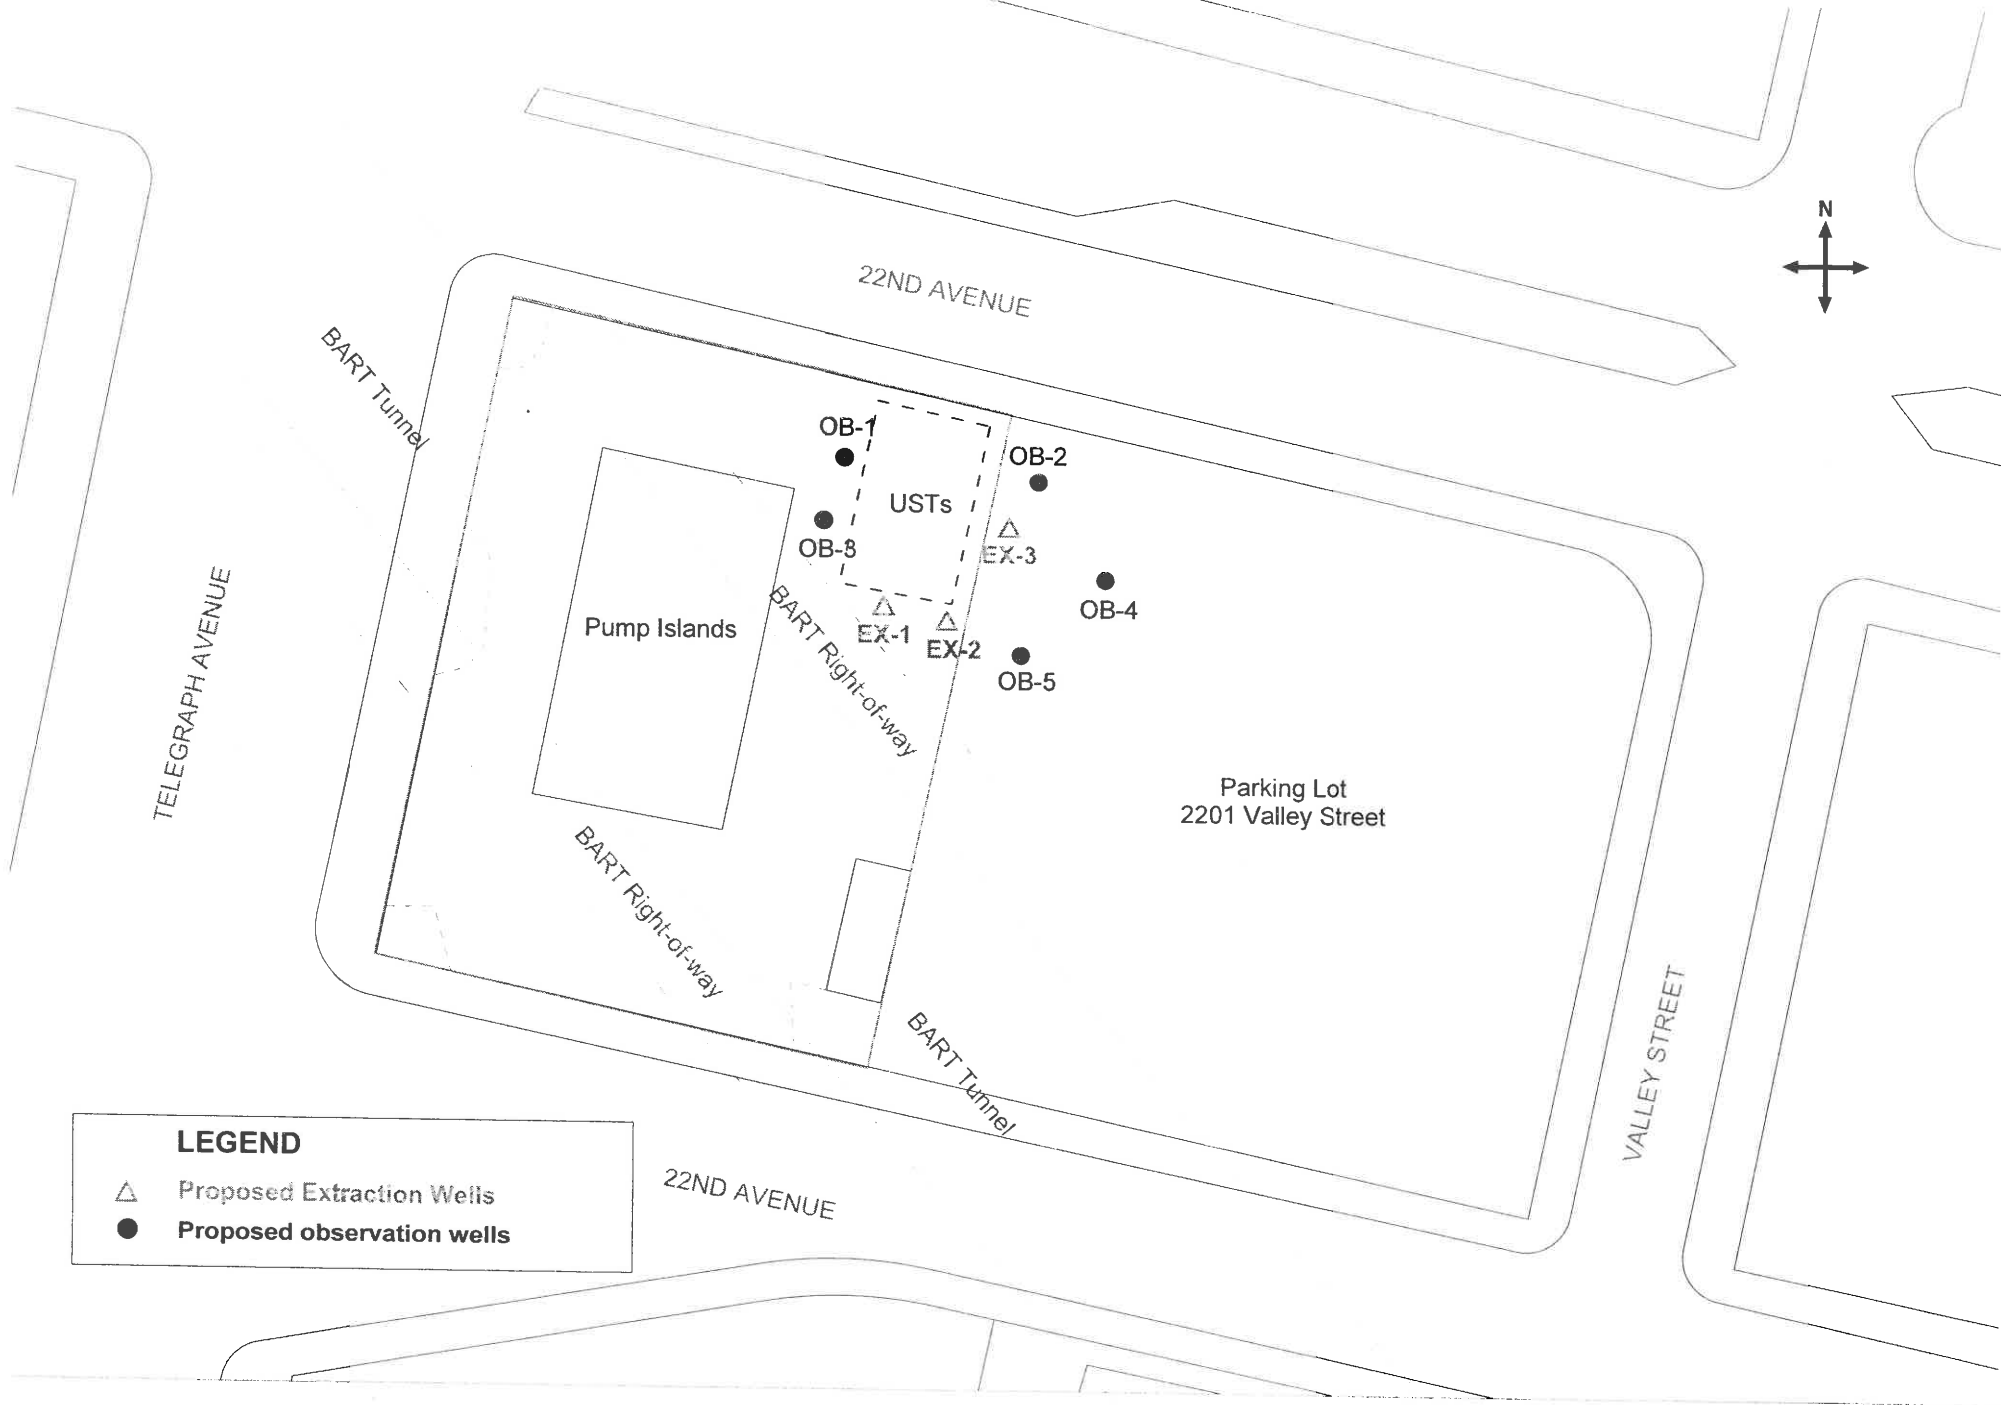 N
22ND AVENUE
BART Tunnel
OB-1
OB-2
USTs
OB-3
EX-3
OB-4
BART Right-of-way
EX-1
EX-2
Pump Islands
OB-5
TELEGRAPH AVENUE
Parking Lot
2201 Valley Street
BART Right-of-way
VALLEY STREET
BART Tunnel
LEGEND
Proposed Extraction Wells
Proposed observation wells
22ND AVENUE